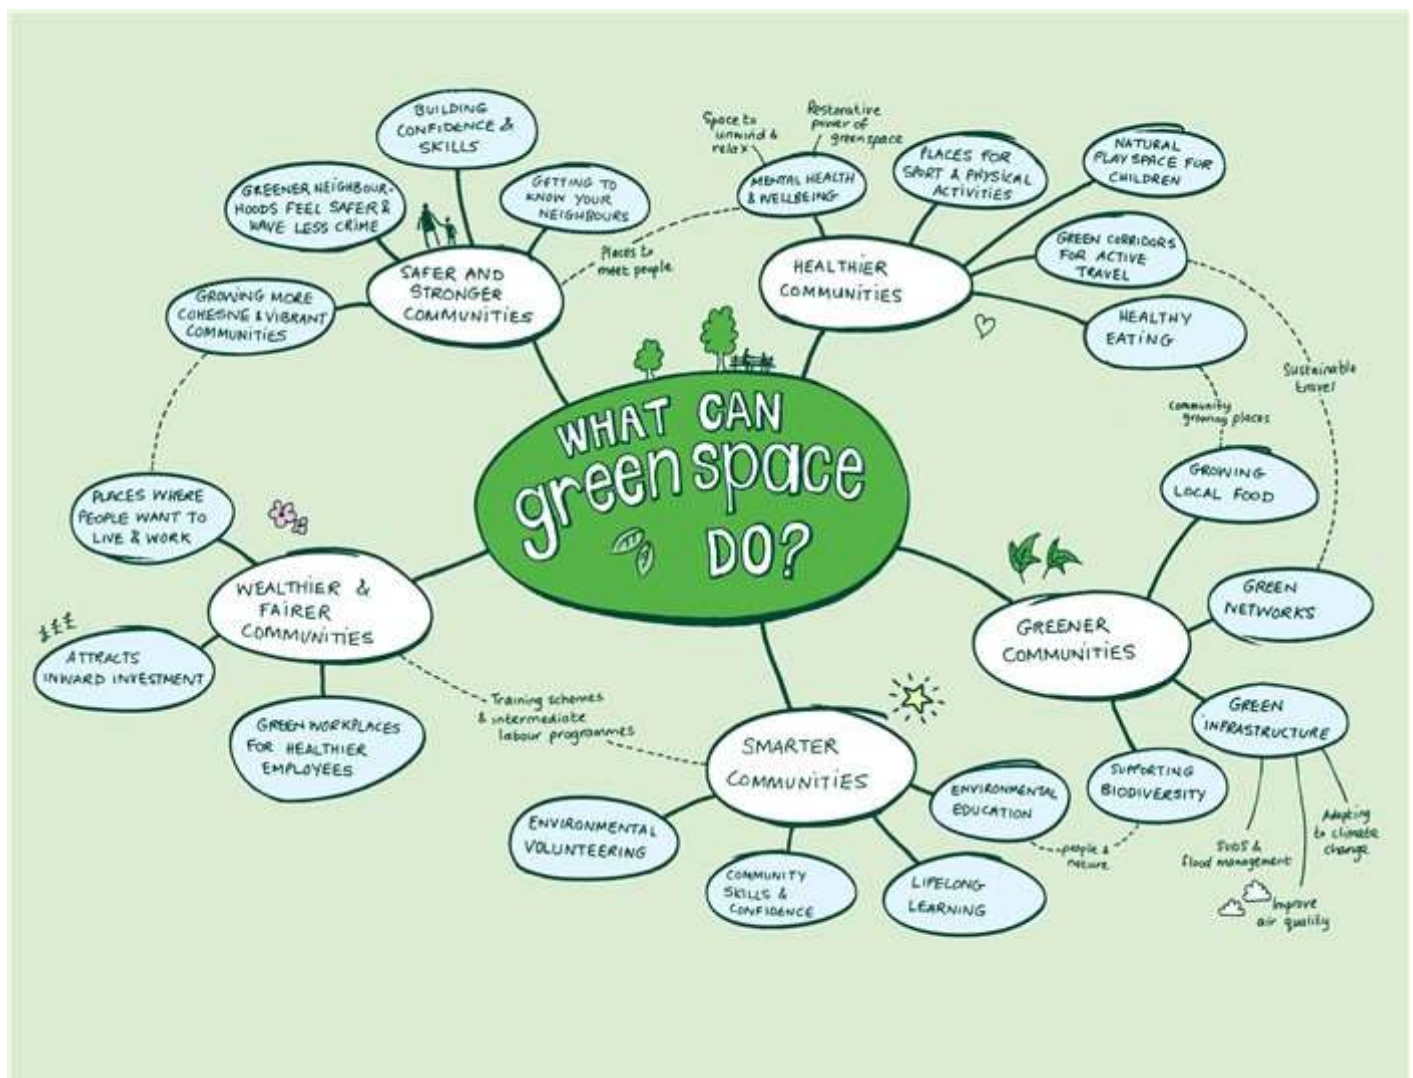 WHAT CAN
green space
DO?
SAFER AND
STRONGER
COMMUNITIES
BUILDING
CONFIDENCE &
SKILLS
GREENER NEIGHBOUR-
HOODS FEEL SAFER &
HAVE LESS CRIME
GETTING TO
KNOW YOUR
NEIGHBOURS
GROWING MORE
COHESIVE & VIBRANT
COMMUNITIES
Places to
meet people
HEALTHIER
COMMUNITIES
Space to
unwind &
relax
Restorative
power of
greenspace
MENTAL HEALTH
& WELLBEING
PLACES FOR
SPORT & PHYSICAL
ACTIVITIES
NATURAL
PLAY SPACE FOR
CHILDREN
GREEN CORRIDORS
FOR ACTIVE
TRAVEL
HEALTHY
EATING
Sustainable
travel
Community
growing places
GREENER
COMMUNITIES
GROWING
LOCAL FOOD
GREEN
NETWORKS
GREEN
INFRASTRUCTURE
SUPPORTING
BIODIVERSITY
SUDS &
flood management
Improve
air quality
Adapting
to climate
change
people &
nature
SMARTER
COMMUNITIES
ENVIRONMENTAL
EDUCATION
LIFELONG
LEARNING
COMMUNITY
SKILLS &
CONFIDENCE
ENVIRONMENTAL
VOLUNTEERING
Training schemes
& intermediate
labour programmes
WEALTHIER &
FAIRER
COMMUNITIES
PLACES WHERE
PEOPLE WANT TO
LIVE & WORK
£££
ATTRACTS
INWARD INVESTMENT
GREEN WORKPLACES
FOR HEALTHIER
EMPLOYEES